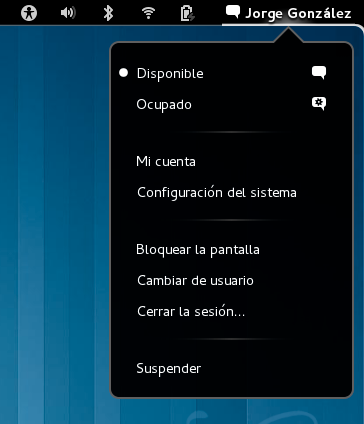 Jorge González
Disponible
Ocupado
Mi cuenta
Configuración del sistema
Bloquear la pantalla
Cambiar de usuario
Cerrar la sesión...
Suspender